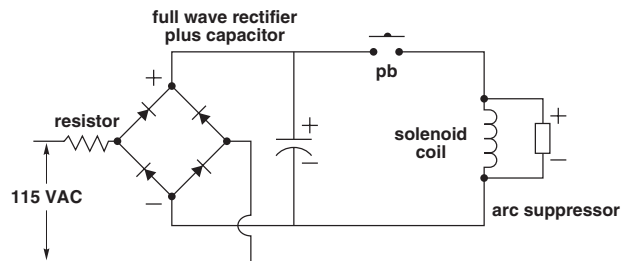 full wave rectifier
plus capacitor
+
pb
resistor
+
+
solenoid
coil
−
−
115 VAC
−
arc suppressor